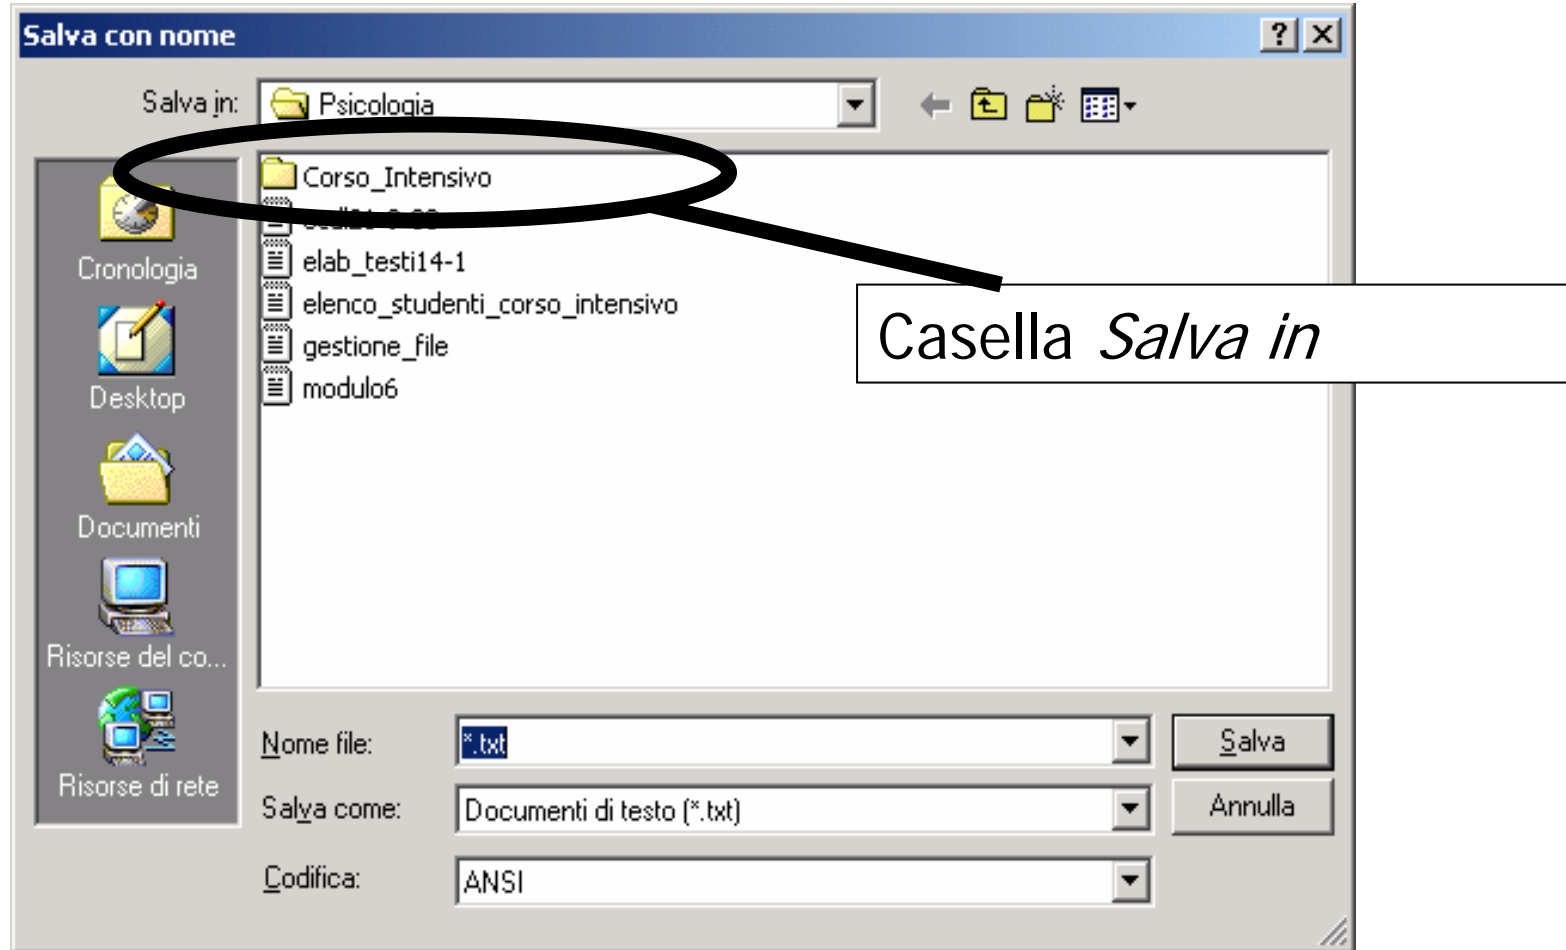 Salva con nome
Salva in: Psicologia
Corso_Intensivo
elab_testi14-1
elenco_studenti_corso_intensivo
gestione_file
modulo6
Casella Salva in
Cronologia
Desktop
Documenti
Risorse del co...
Risorse di rete
Nome file: *.txt Salva
Salva come: Documenti di testo (*.txt) Annulla
Codifica: ANSI